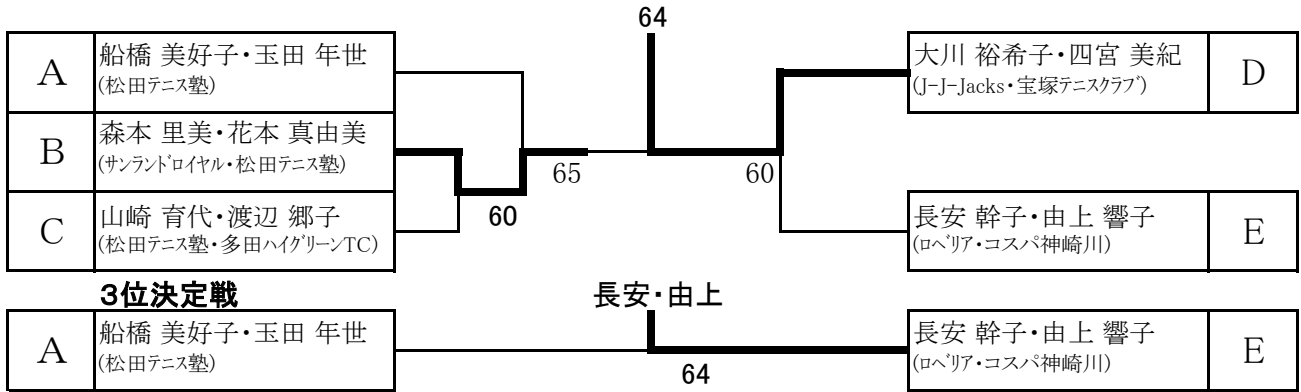 64
A
船橋 美好子・玉田 年世
(松田テニス塾)
大川 裕希子・四宮 美紀
(J-J-Jacks・宝塚テニスクラブ)
D
B
森本 里美・花本 真由美
(サンランドロイヤル・松田テニス塾)
65
60
60
C
山崎 育代・渡辺 郷子
(松田テニス塾・多田ハイグリーンTC)
長安 幹子・由上 響子
(ロベリア・コスパ神崎川)
E
3位決定戦
長安・由上
A
船橋 美好子・玉田 年世
(松田テニス塾)
長安 幹子・由上 響子
(ロベリア・コスパ神崎川)
E
64